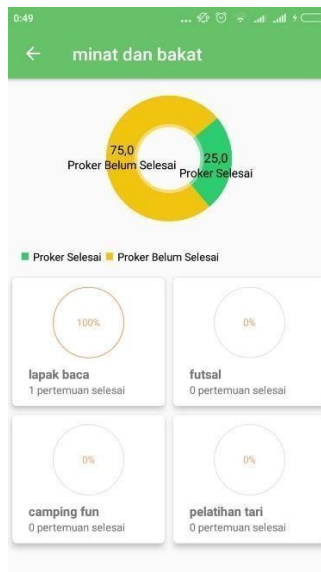 0:49
...
minat dan bakat
75,0
Proker Belum Selesai
25,0
Proker Selesai
Proker Selesai Proker Belum Selesai
100%
lapak baca
1 pertemuan selesai
0%
futsal
0 pertemuan selesai
0%
camping fun
0 pertemuan selesai
0%
pelatihan tari
0 pertemuan selesai